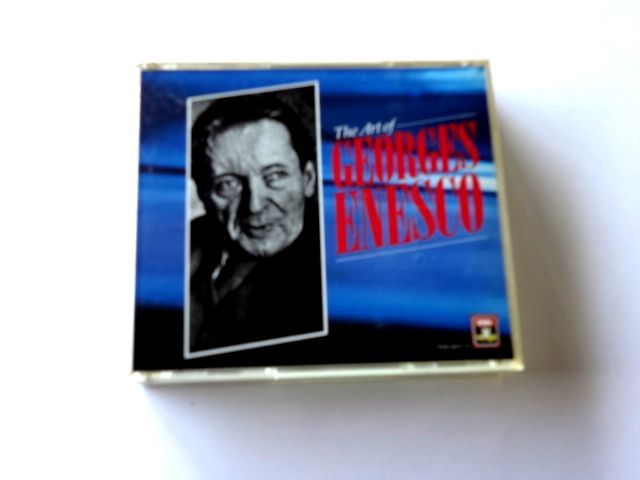 The Art of
GEORGES
ENESCO